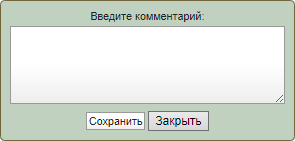 Введите комментарий:
Сохранить Закрыть